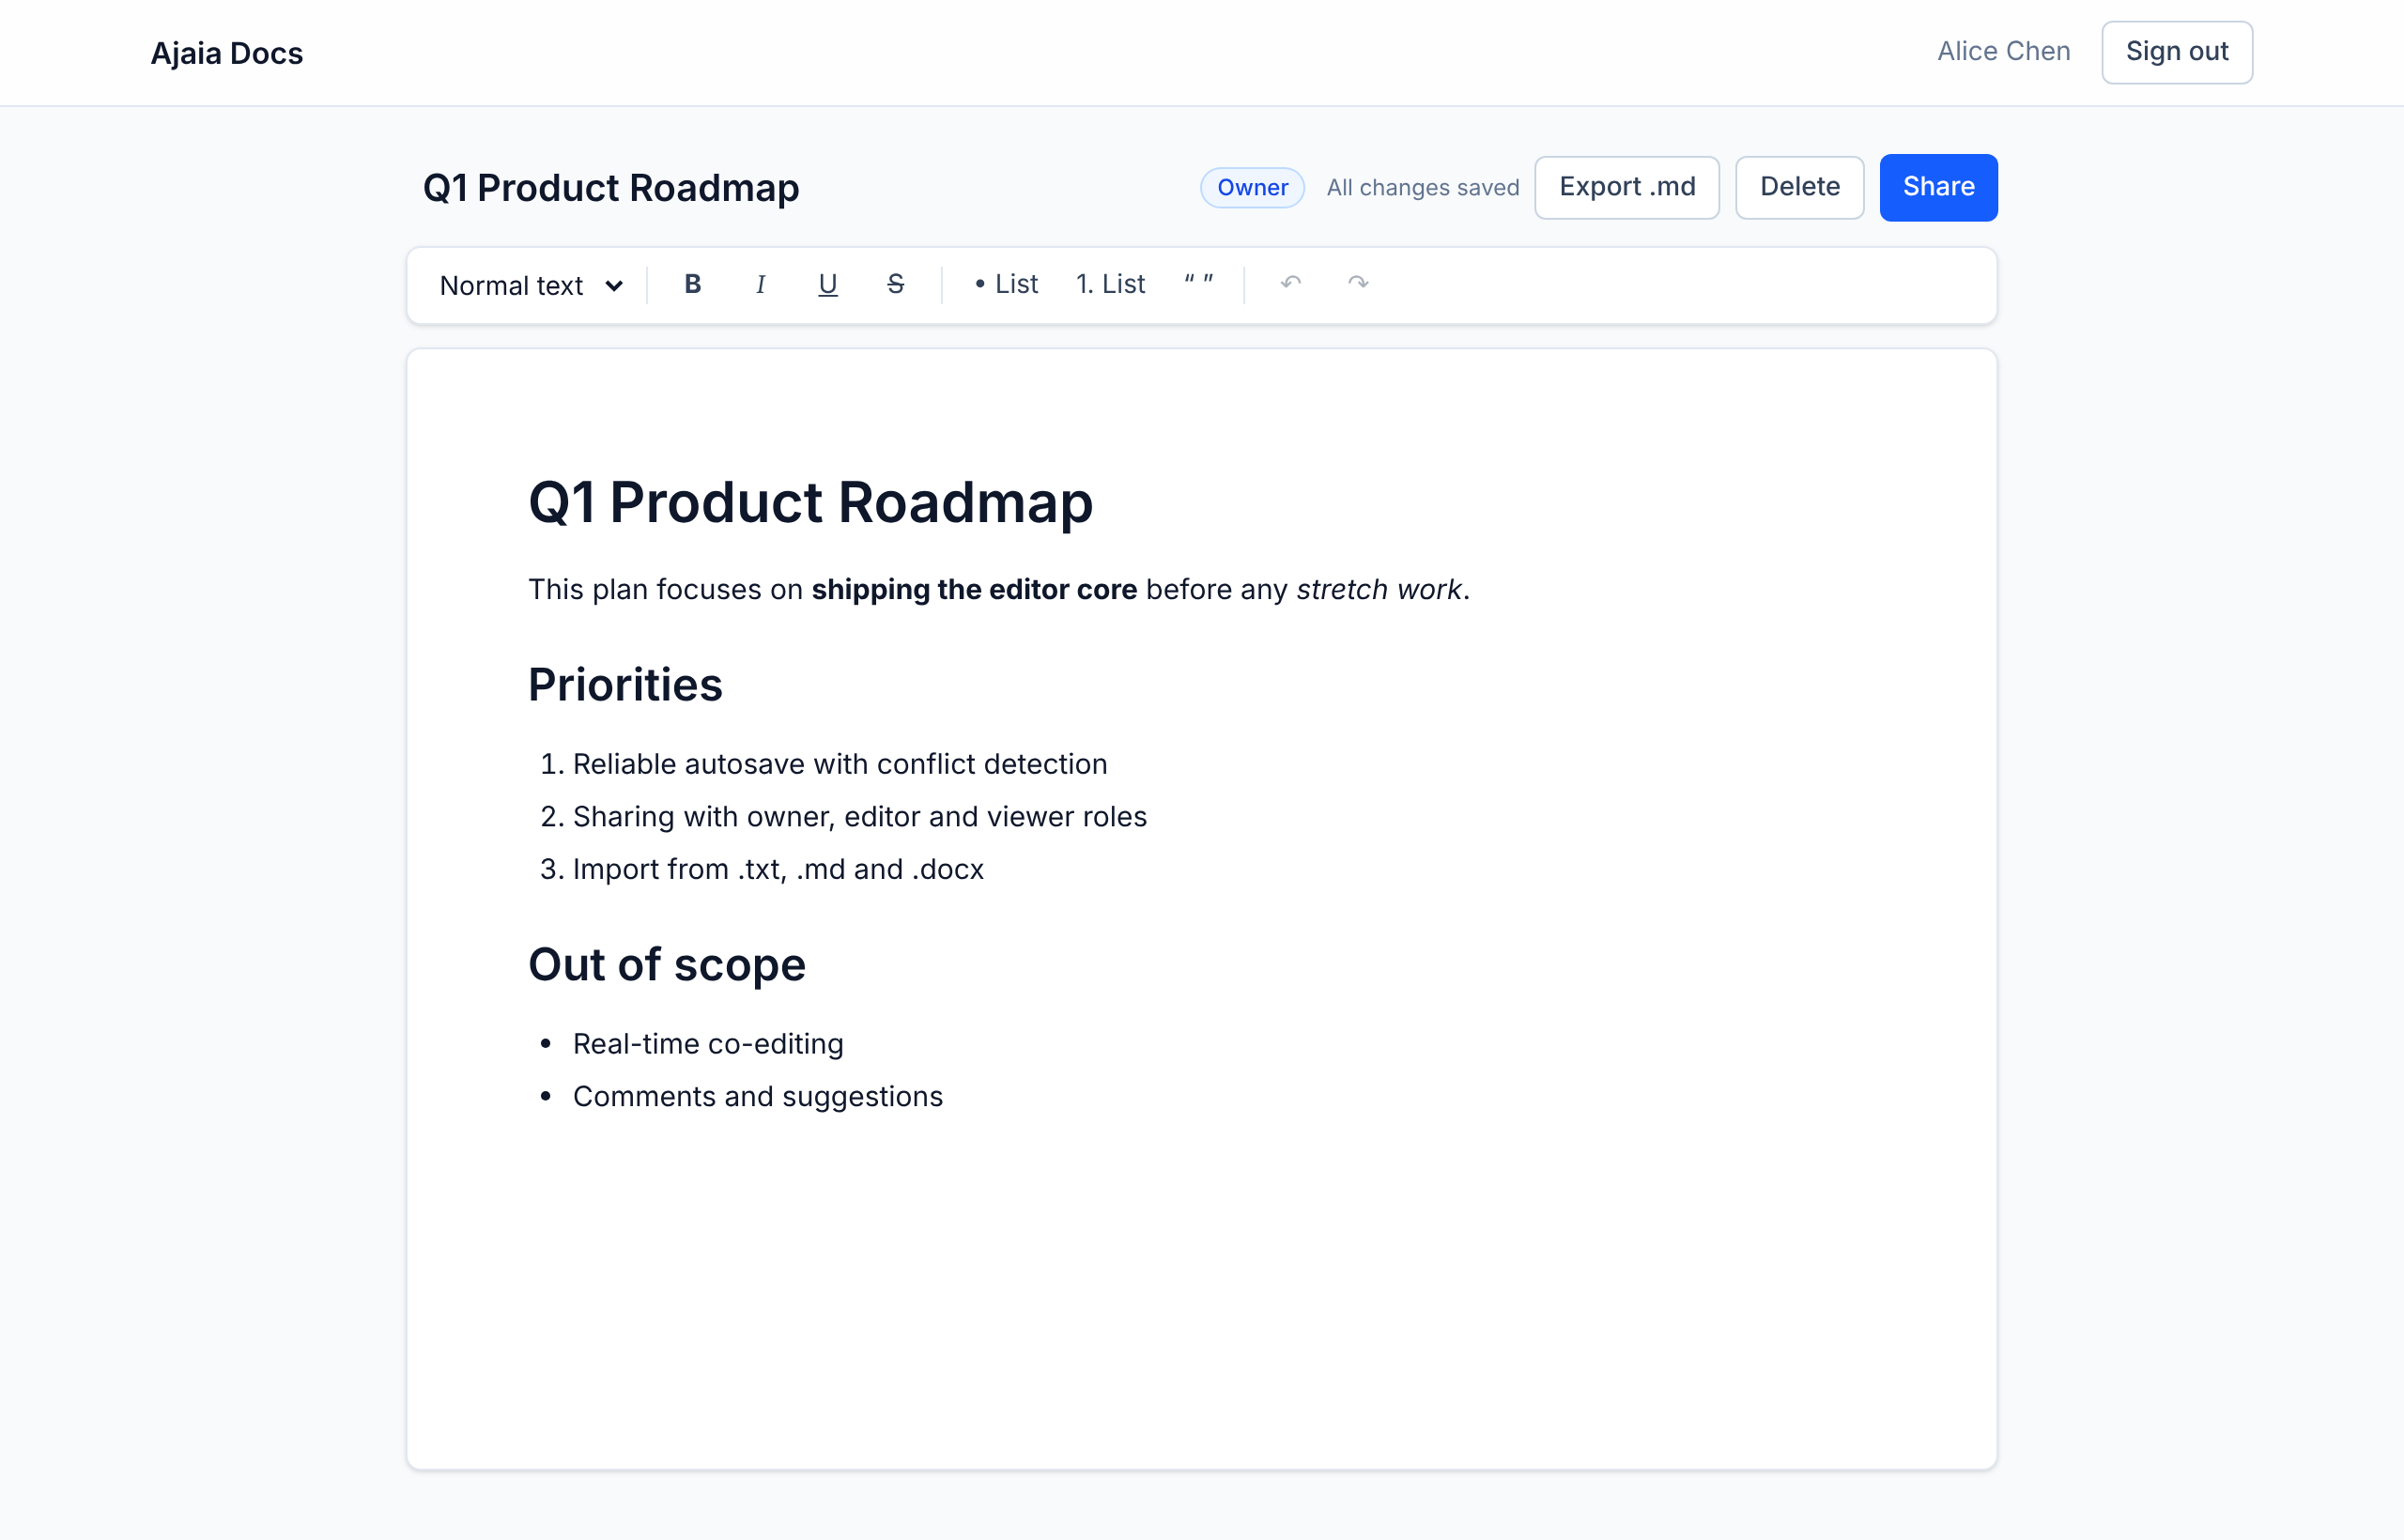 Ajaia Docs
Alice Chen
Sign out
Q1 Product Roadmap
Owner
All changes saved
Export .md
Delete
Share
Normal text
B
I
U
S
• List
1. List
“ ”
Q1 Product Roadmap
This plan focuses on shipping the editor core before any stretch work.
Priorities
1. Reliable autosave with conflict detection
2. Sharing with owner, editor and viewer roles
3. Import from .txt, .md and .docx
Out of scope
• Real-time co-editing
• Comments and suggestions